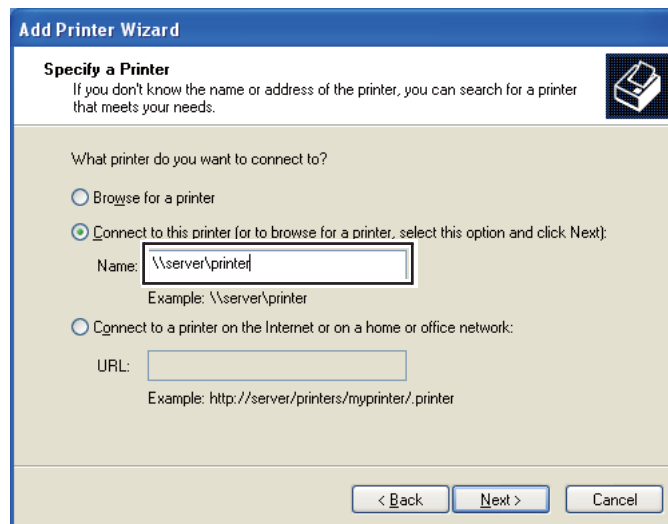 Add Printer Wizard
Specify a Printer
If you don't know the name or address of the printer, you can search for a printer
that meets your needs.
What printer do you want to connect to?
Browse for a printer
Connect to this printer (or to browse for a printer, select this option and click Next):
Name: \\server\printer
Example: \\server\printer
Connect to a printer on the Internet or on a home or office network:
URL:
Example: http://server/printers/myprinter/.printer
< Back Next > Cancel